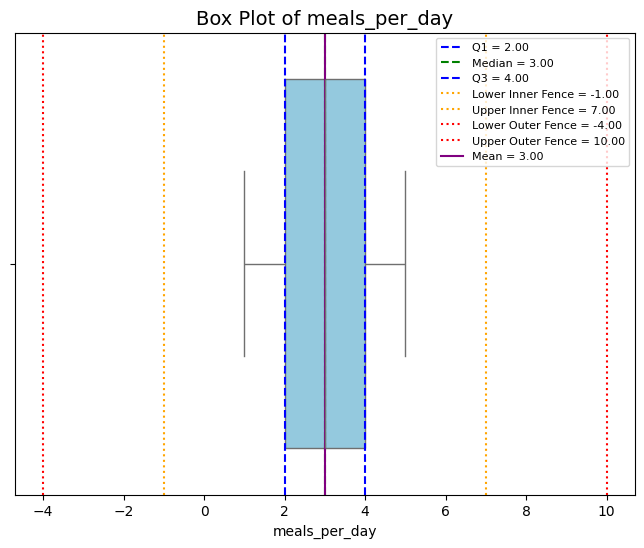 Box Plot of meals_per_day
Q1 = 2.00
Median = 3.00
Q3 = 4.00
Lower Inner Fence = -1.00
Upper Inner Fence = 7.00
Lower Outer Fence = -4.00
Upper Outer Fence = 10.00
Mean = 3.00
−4 −2 0 2 4 6 8 10
meals_per_day